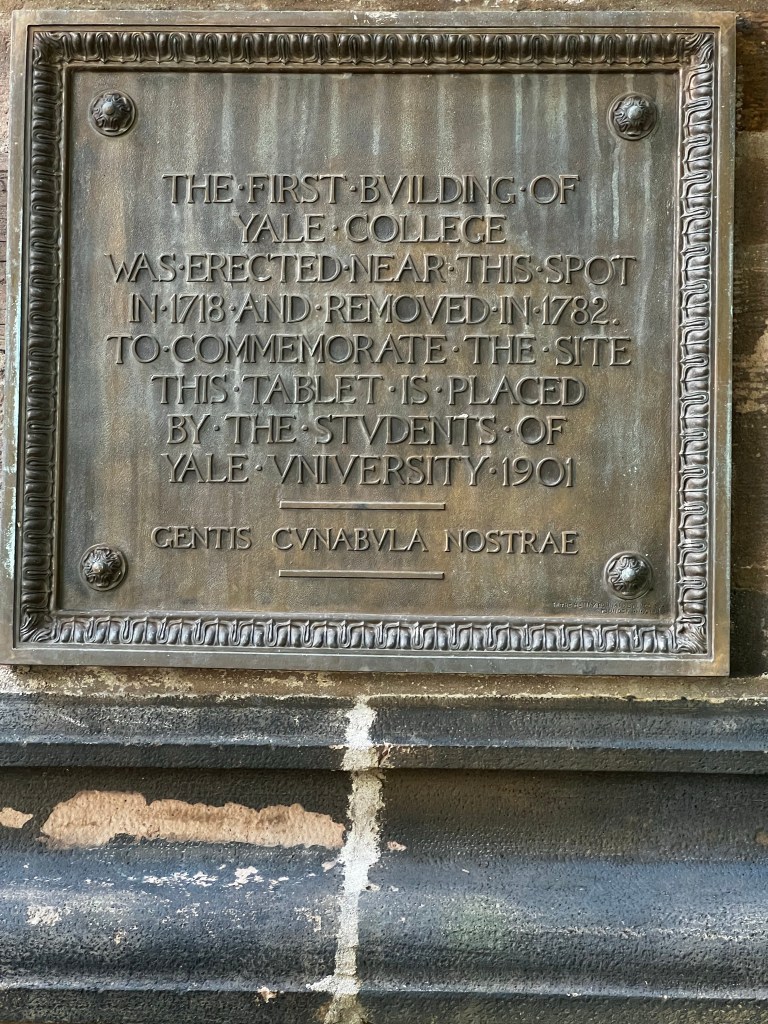 THE·FIRST·BVILDING·OF
YALE·COLLEGE
WAS·ERECTED·NEAR·THIS·SPOT
IN·1718·AND·REMOVED·IN·1782.
TO·COMMEMORATE·THE·SITE
THIS·TABLET·IS·PLACED
BY·THE·STVDENTS·OF
YALE·VNIVERSITY·1901
GENTIS CVNABVLA NOSTRAE